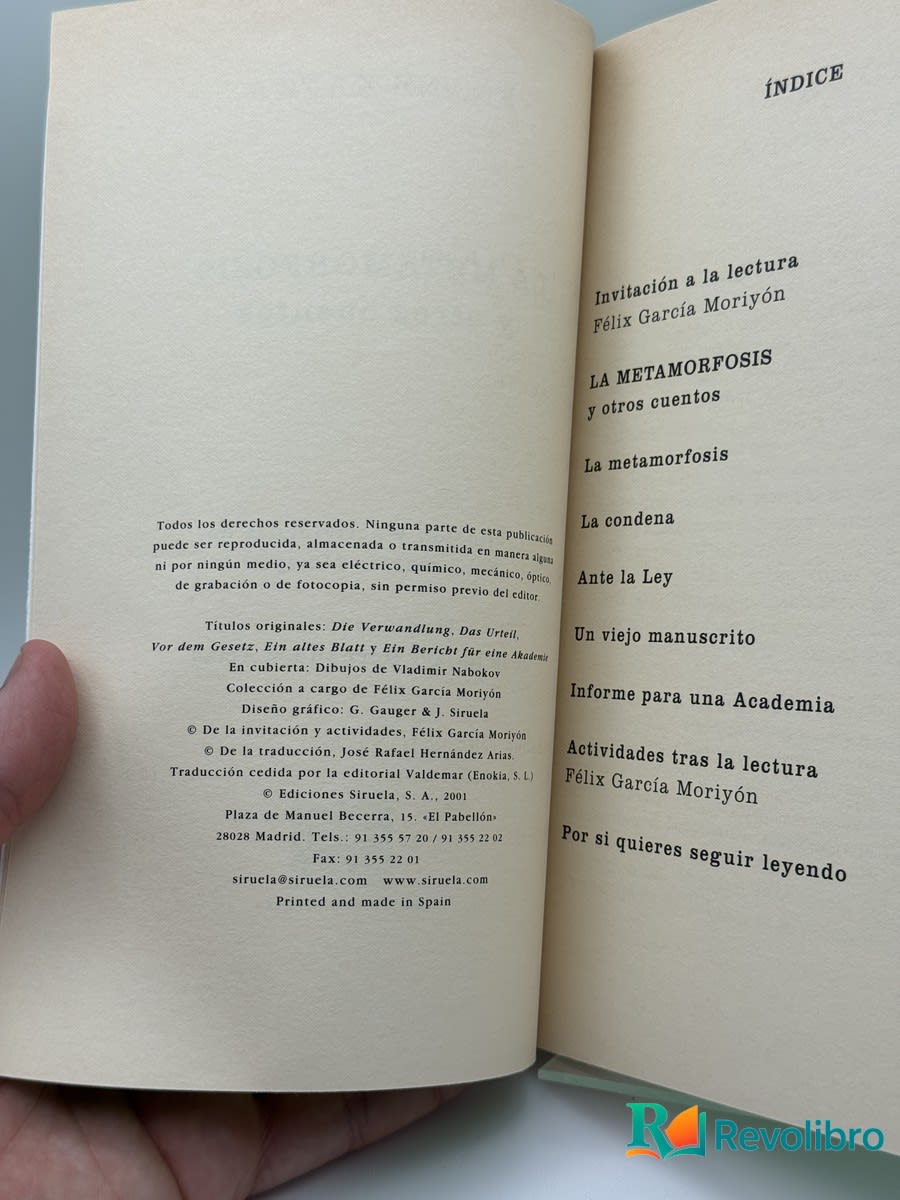 Todos los derechos reservados. Ninguna parte de esta publicación
puede ser reproducida, almacenada o transmitida en manera alguna
ni por ningún medio, ya sea eléctrico, químico, mecánico, óptico,
de grabación o de fotocopia, sin permiso previo del editor.
Títulos originales: Die Verwandlung, Das Urteil,
Vor dem Gesetz, Ein altes Blatt y Ein Bericht für eine Akademie
En cubierta: Dibujos de Vladimir Nabokov
Colección a cargo de Félix García Moriyón
Diseño gráfico: G. Gauger & J. Siruela
© De la invitación y actividades, Félix García Moriyón
© De la traducción, José Rafael Hernández Arias.
Traducción cedida por la editorial Valdemar (Enokia, S. L.)
© Ediciones Siruela, S. A., 2001
Plaza de Manuel Becerra, 15. «El Pabellón»
28028 Madrid. Tels.: 91 355 57 20 / 91 355 22 02
Fax: 91 355 22 01
siruela@siruela.com www.siruela.com
Printed and made in Spain
ÍNDICE
Invitación a la lectura
Félix García Moriyón
LA METAMORFOSIS
y otros cuentos
La metamorfosis
La condena
Ante la Ley
Un viejo manuscrito
Informe para una Academia
Actividades tras la lectura
Félix García Moriyón
Por si quieres seguir leyendo
Revolibro